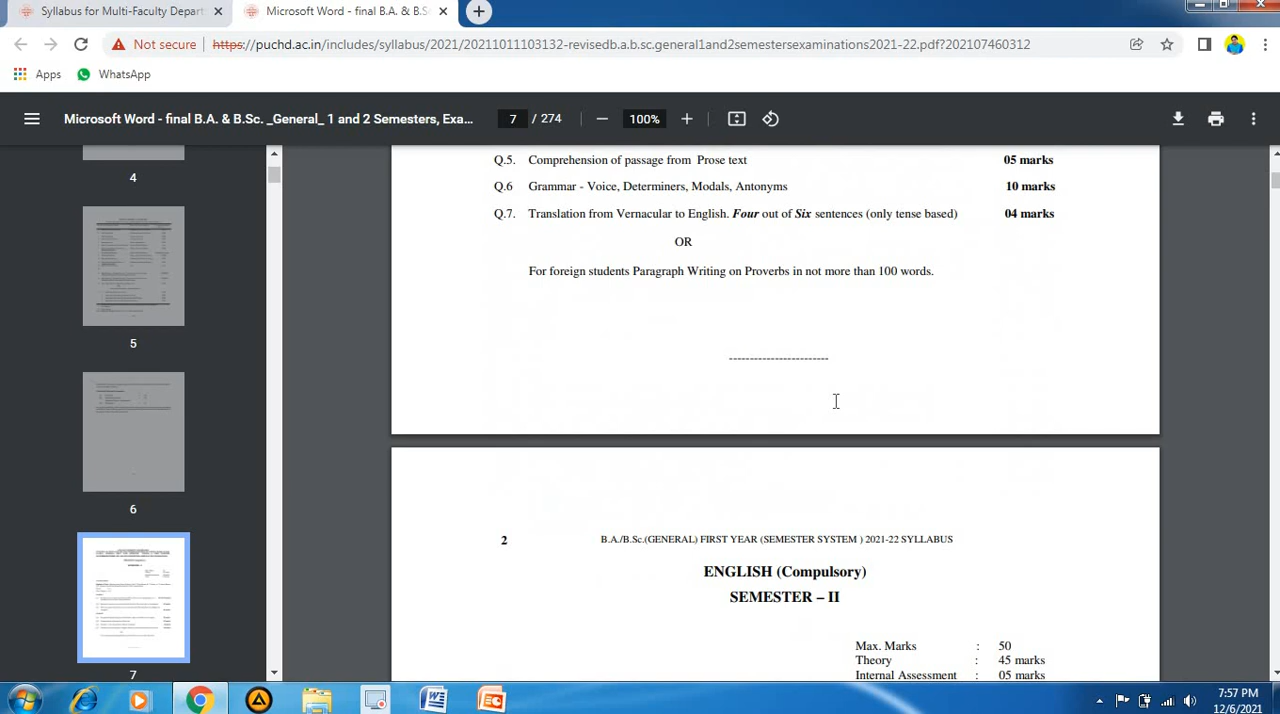 Syllabus for Multi-Faculty Depart
Microsoft Word - final B.A. & B.S
Not secure
https://puchd.ac.in/includes/syllabus/2021/20211011103132-revisedb.a.b.sc.general1and2semestersexaminations2021-22.pdf?202107460312
Apps
WhatsApp
Microsoft Word - final B.A. & B.Sc. _General_ 1 and 2 Semesters, Exa...
7 / 274
100%
4
5
6
7
Q.5. Comprehension of passage from Prose text 05 marks
Q.6 Grammar - Voice, Determiners, Modals, Antonyms 10 marks
Q.7. Translation from Vernacular to English. Four out of Six sentences (only tense based) 04 marks
OR
For foreign students Paragraph Writing on Proverbs in not more than 100 words.
------------------------
2 B.A./B.Sc.(GENERAL) FIRST YEAR (SEMESTER SYSTEM ) 2021-22 SYLLABUS
ENGLISH (Compulsory)
SEMESTER – II
Max. Marks : 50
Theory : 45 marks
Internal Assessment : 05 marks
7:57 PM
12/6/2021